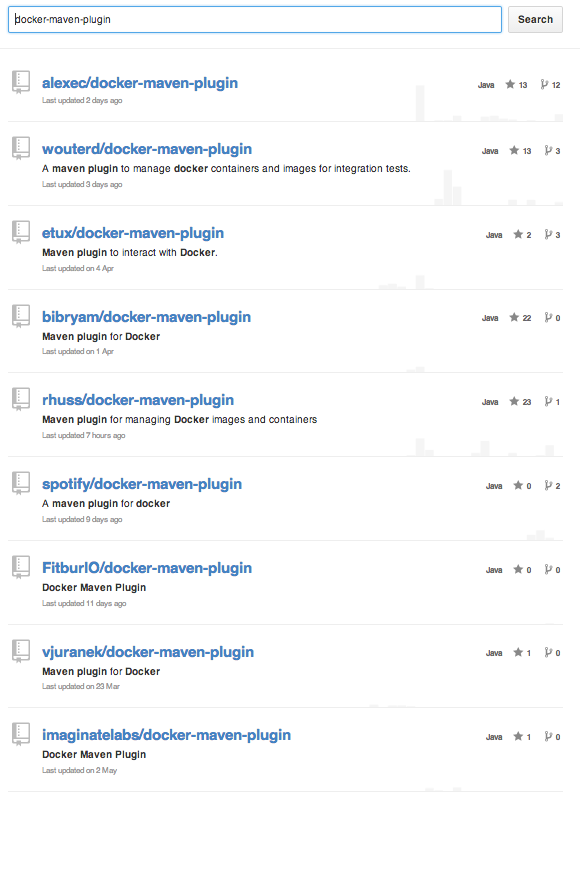 docker-maven-plugin
Search
alexec/docker-maven-plugin
Java 13 12
Last updated 2 days ago
wouterd/docker-maven-plugin
Java 13 3
A maven plugin to manage docker containers and images for integration tests.
Last updated 3 days ago
etux/docker-maven-plugin
Java 2 3
Maven plugin to interact with Docker.
Last updated on 4 Apr
bibryam/docker-maven-plugin
Java 22 0
Maven plugin for Docker
Last updated on 1 Apr
rhuss/docker-maven-plugin
Java 23 1
Maven plugin for managing Docker images and containers
Last updated 7 hours ago
spotify/docker-maven-plugin
Java 0 2
A maven plugin for docker
Last updated 9 days ago
FitburIO/docker-maven-plugin
Java 0 0
Docker Maven Plugin
Last updated 11 days ago
vjuranek/docker-maven-plugin
Java 1 0
Maven plugin for Docker
Last updated on 23 Mar
imaginatelabs/docker-maven-plugin
Java 1 0
Docker Maven Plugin
Last updated on 2 May